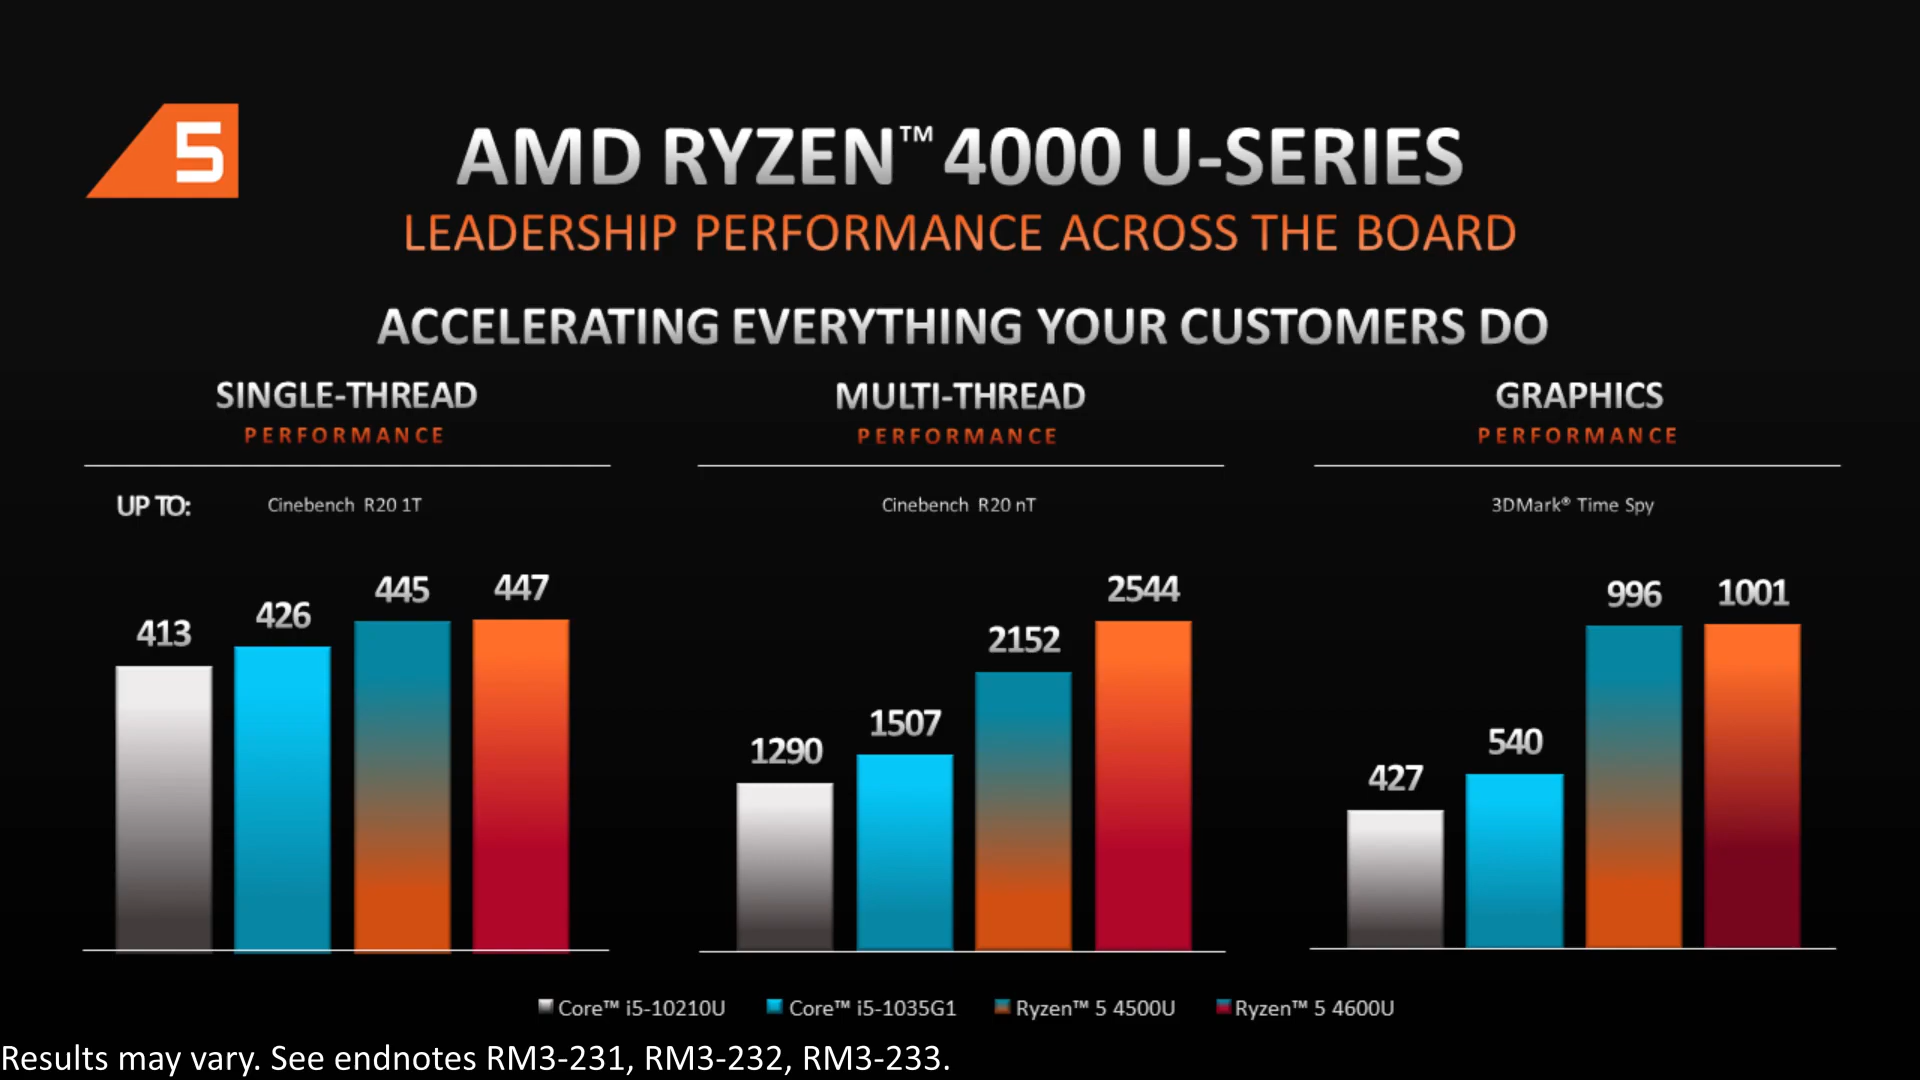 5
AMD RYZEN™ 4000 U-SERIES
LEADERSHIP PERFORMANCE ACROSS THE BOARD
ACCELERATING EVERYTHING YOUR CUSTOMERS DO
SINGLE-THREAD
PERFORMANCE
UP TO:
Cinebench R20 1T
413
426
445
447
MULTI-THREAD
PERFORMANCE
Cinebench R20 nT
1290
1507
2152
2544
GRAPHICS
PERFORMANCE
3DMark® Time Spy
427
540
996
1001
Core™ i5-10210U
Core™ i5-1035G1
Ryzen™ 5 4500U
Ryzen™ 5 4600U
Results may vary. See endnotes RM3-231, RM3-232, RM3-233.